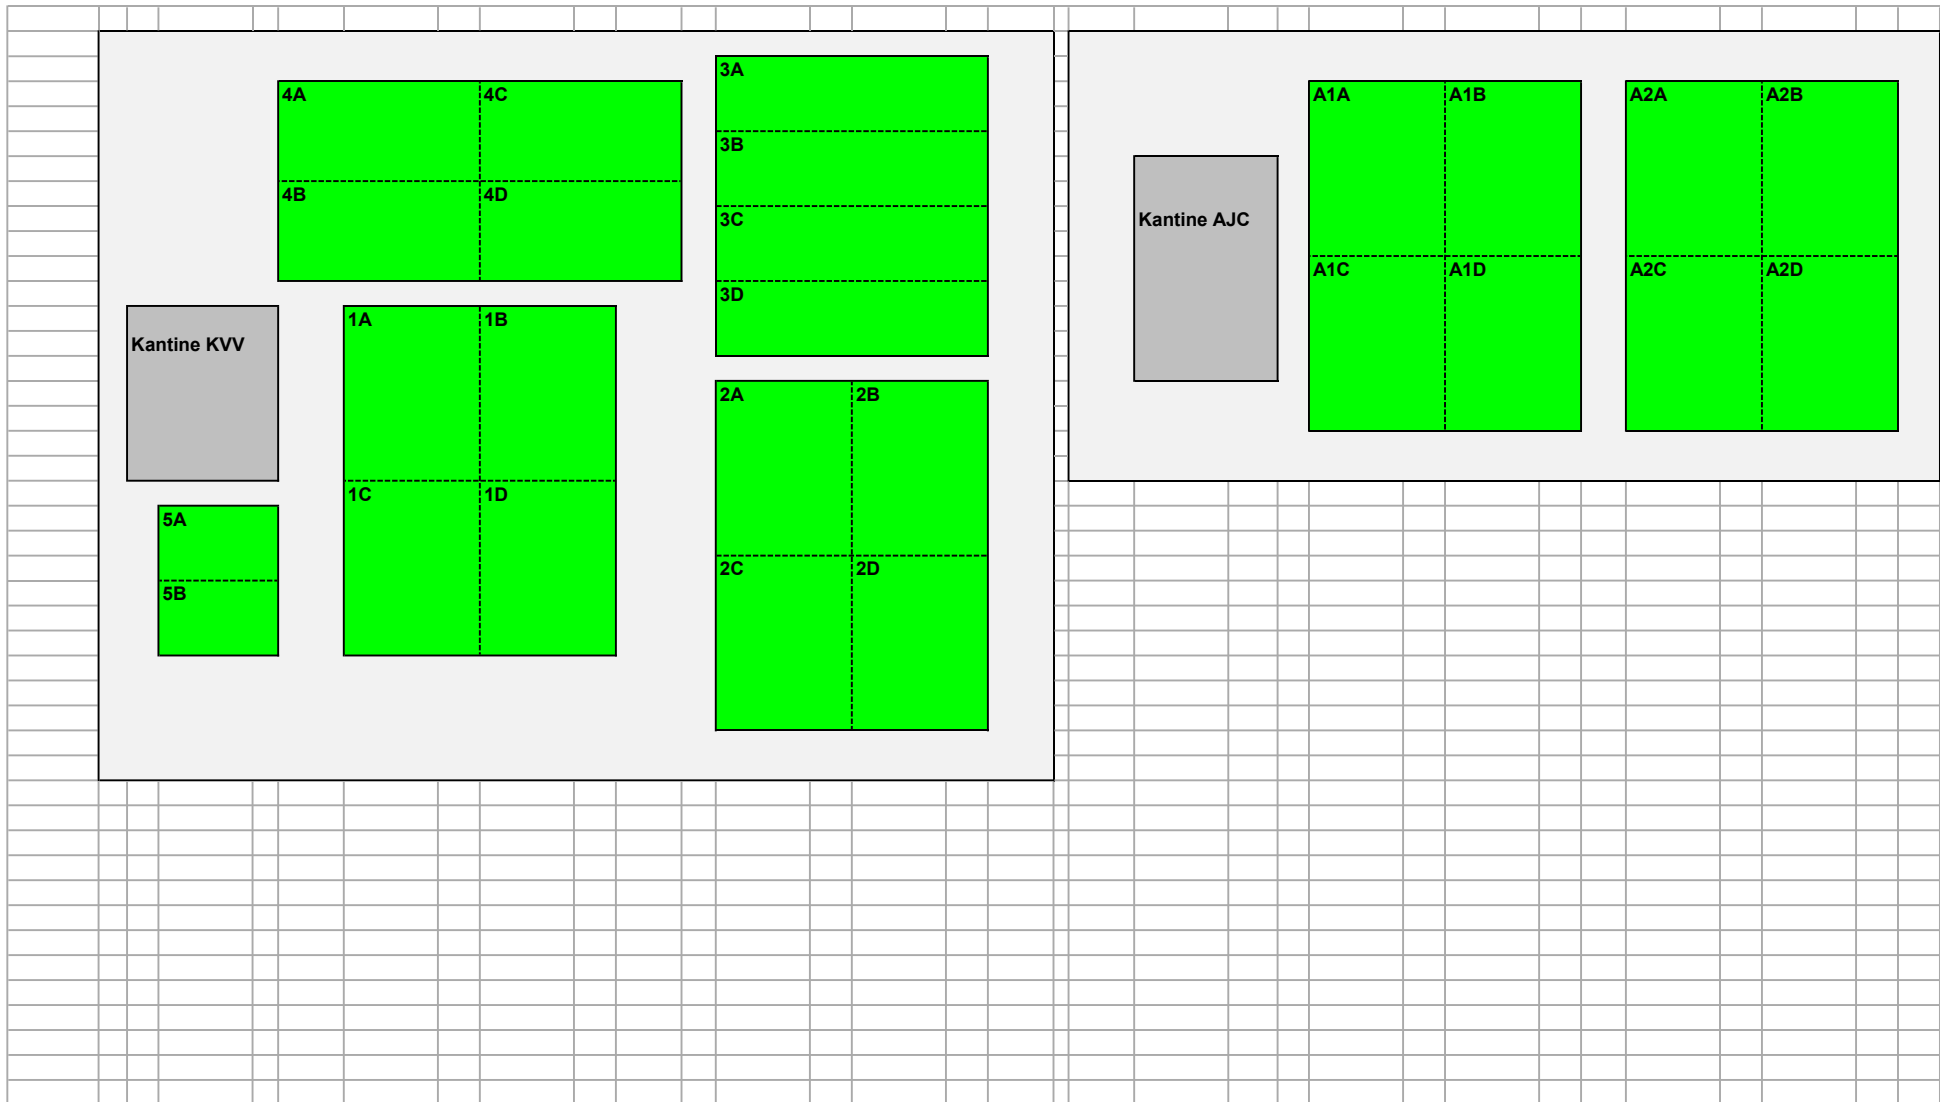 3A
4A 4C A1A A1B A2A A2B
3B
4B 4D
3C Kantine AJC
A1C A1D A2C A2D
3D
1A 1B
Kantine KVV
2A 2B
1C 1D
5A
2C 2D
5B